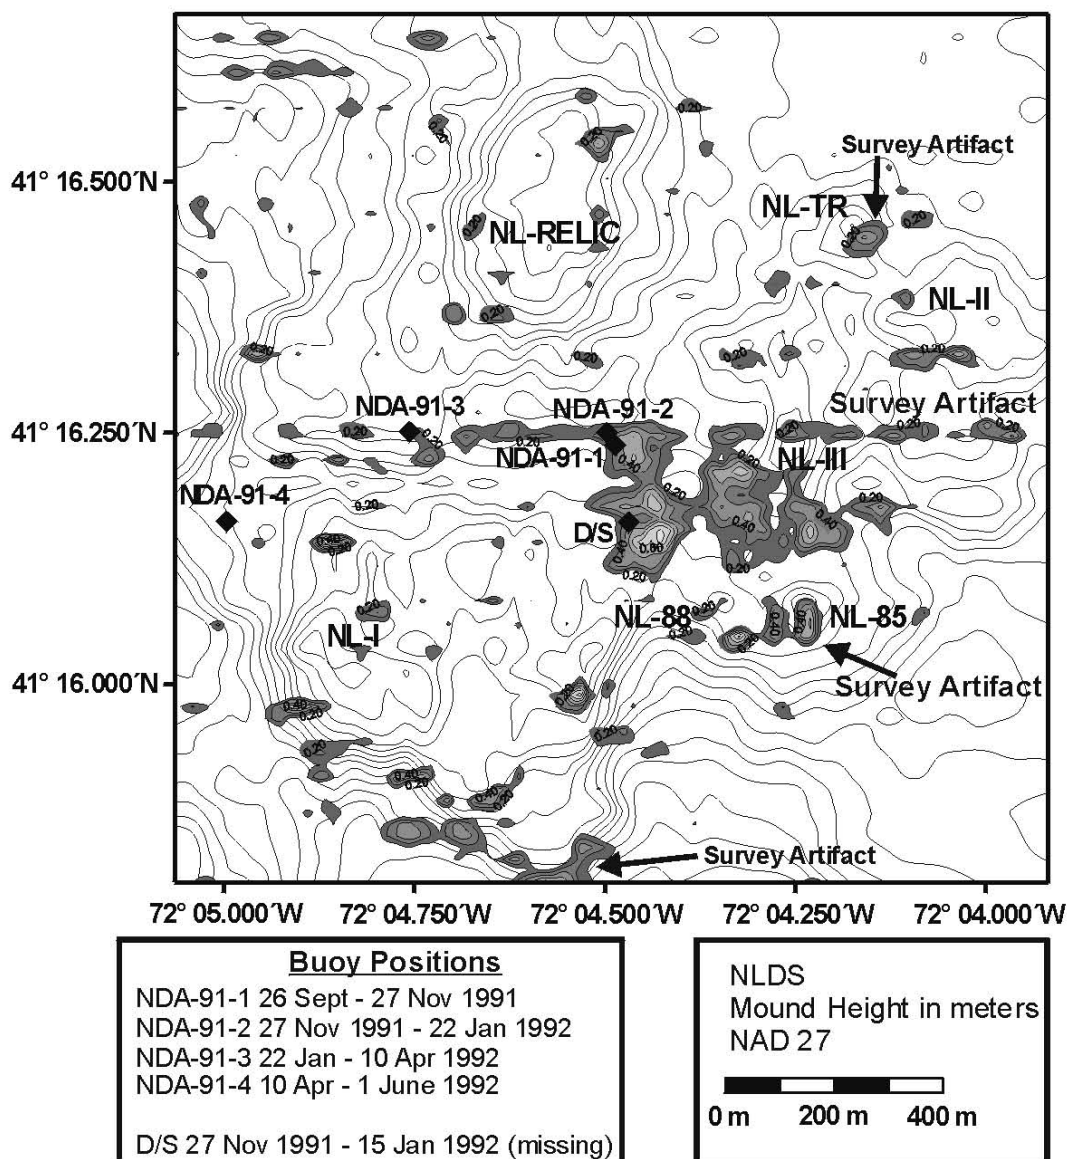 Survey Artifact
41° 16.500´N
NL-TR
NL-RELIC
NL-II
NDA-91-3
NDA-91-2
Survey Artifact
41° 16.250´N
NDA-91-1
NL-III
NDA-91-4
D/S
NL-88
NL-85
NL-I
41° 16.000´N
Survey Artifact
Survey Artifact
72° 05.000´W 72° 04.750´W 72° 04.500´W 72° 04.250´W 72° 04.000´W
Buoy Positions
NDA-91-1 26 Sept - 27 Nov 1991
NDA-91-2 27 Nov 1991 - 22 Jan 1992
NDA-91-3 22 Jan - 10 Apr 1992
NDA-91-4 10 Apr - 1 June 1992
D/S 27 Nov 1991 - 15 Jan 1992 (missing)
NLDS
Mound Height in meters
NAD 27
0 m 200 m 400 m